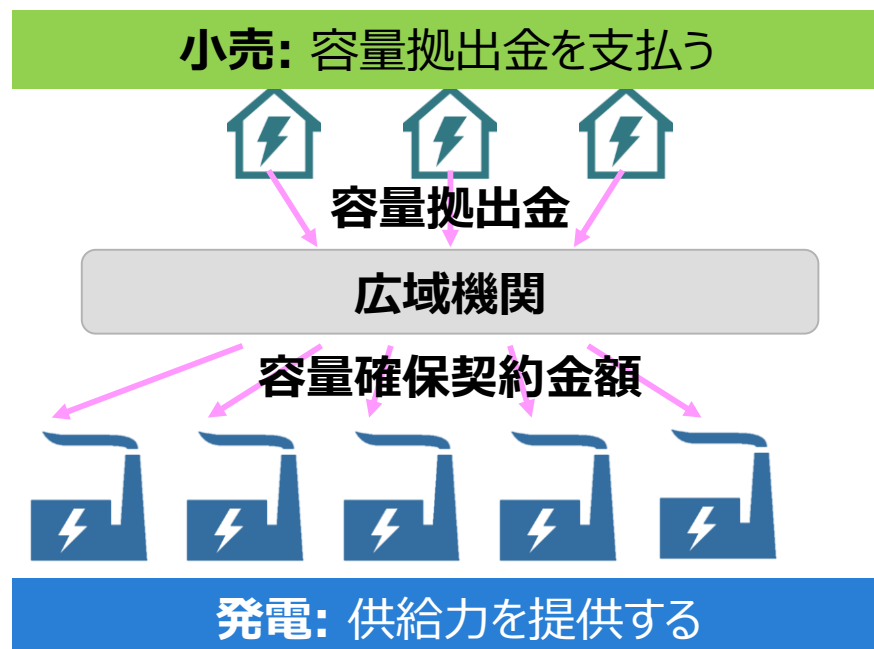 小売: 容量拠出金を支払う
容量拠出金
広域機関
容量確保契約金額
発電: 供給力を提供する